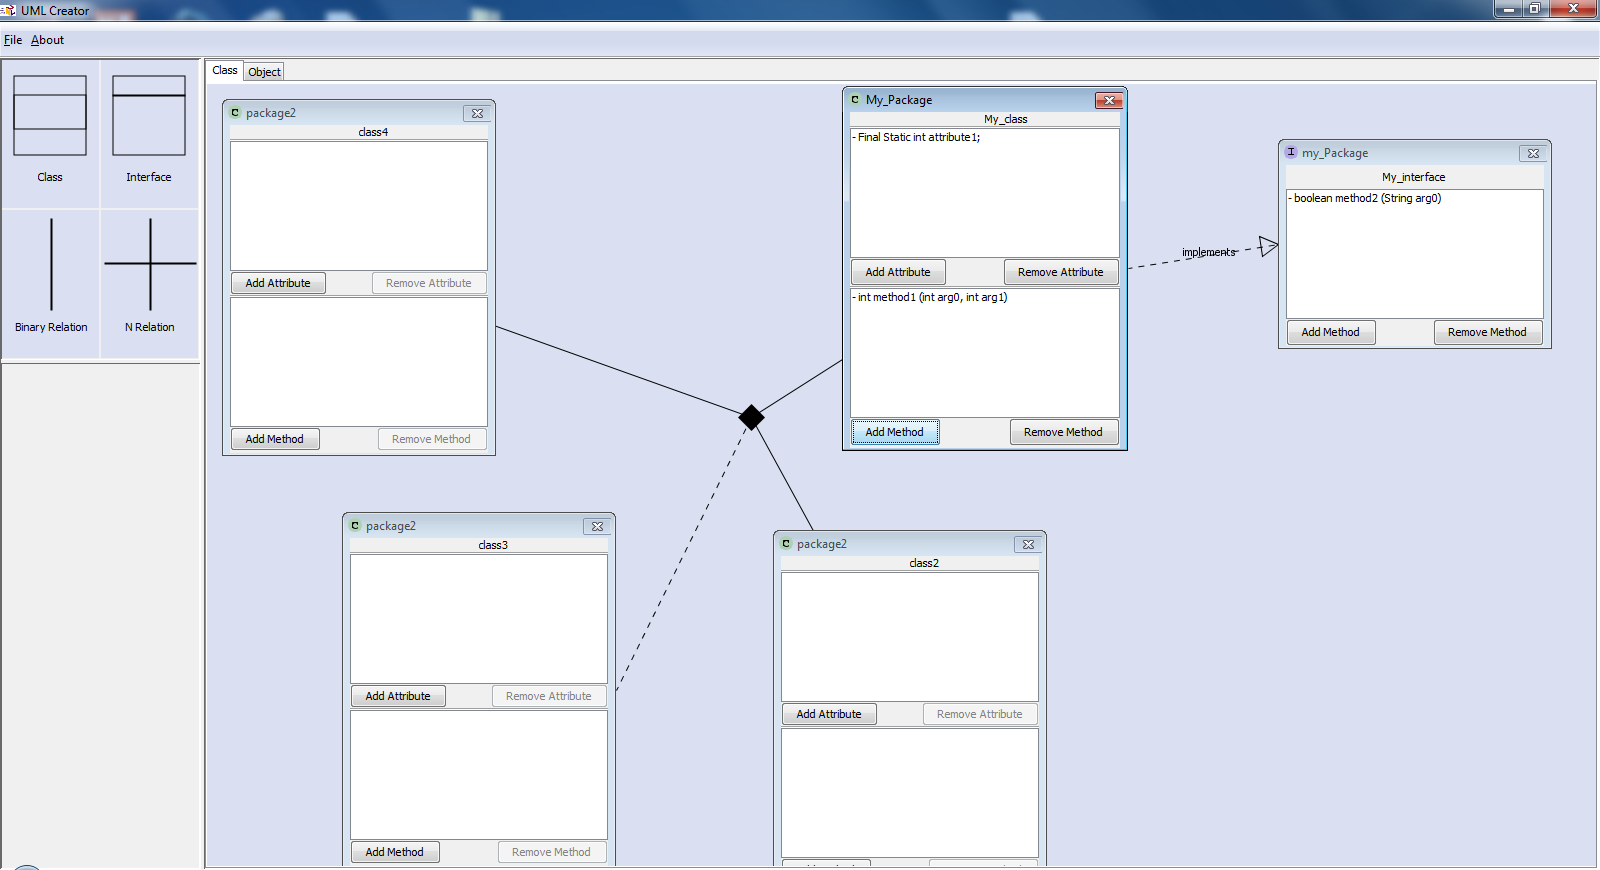 UML Creator
File About
Class Object
Class Interface
Binary Relation N Relation
C package2
class4
Add Attribute Remove Attribute
Add Method Remove Method
C My_Package
My_class
- Final Static int attribute1;
Add Attribute Remove Attribute
- int method1 (int arg0, int arg1)
Add Method Remove Method
implements
I my_Package
My_interface
- boolean method2 (String arg0)
Add Method Remove Method
C package2
class3
Add Attribute Remove Attribute
Add Method Remove Method
C package2
class2
Add Attribute Remove Attribute